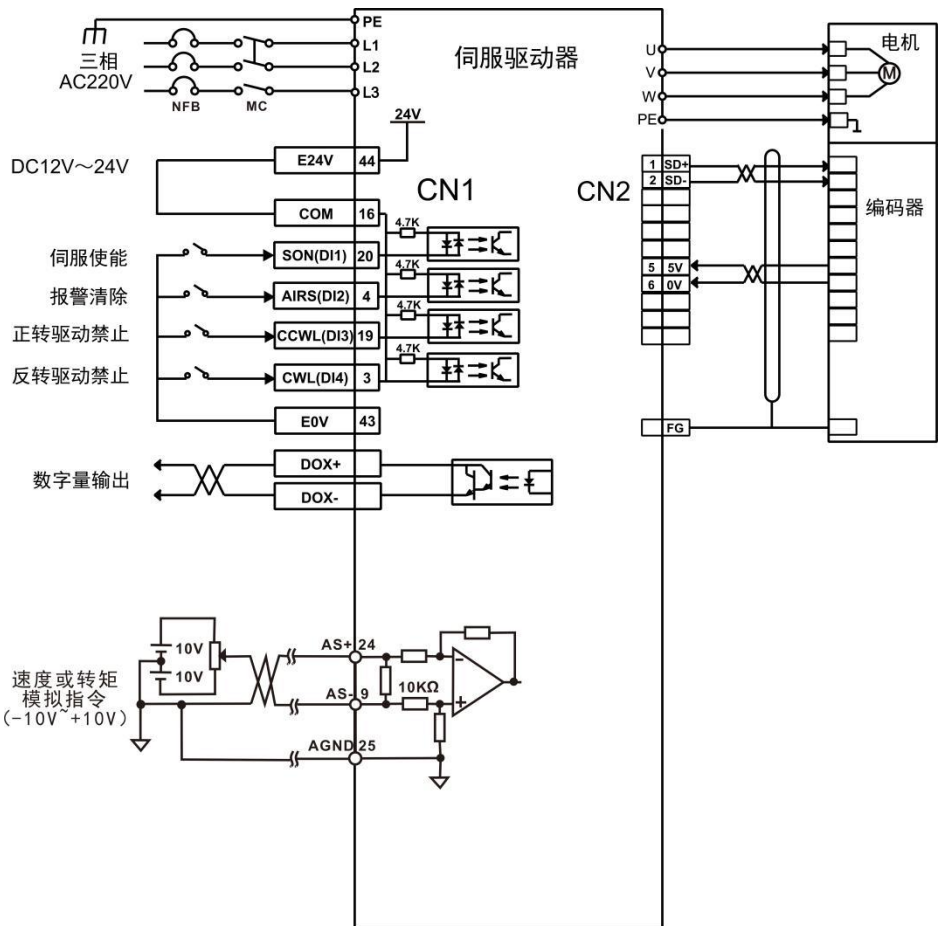 PE
三相
AC220V
L1
L2
L3
NFB
MC
伺服驱动器
U
V
W
PE
电机
M
24V
DC12V～24V
E24V 44
CN1
COM 16
4.7K
伺服使能
SON(DI1) 20
4.7K
报警清除
AIRS(DI2) 4
4.7K
正转驱动禁止
CCWL(DI3) 19
4.7K
反转驱动禁止
CWL(DI4) 3
E0V 43
数字量输出
DOX+
DOX-
CN2
1 SD+
2 SD-
5 5V
6 0V
FG
编码器
10V
10V
速度或转矩
模拟指令
(-10V~+10V)
AS+ 24
AS- 9
10KΩ
AGND 25